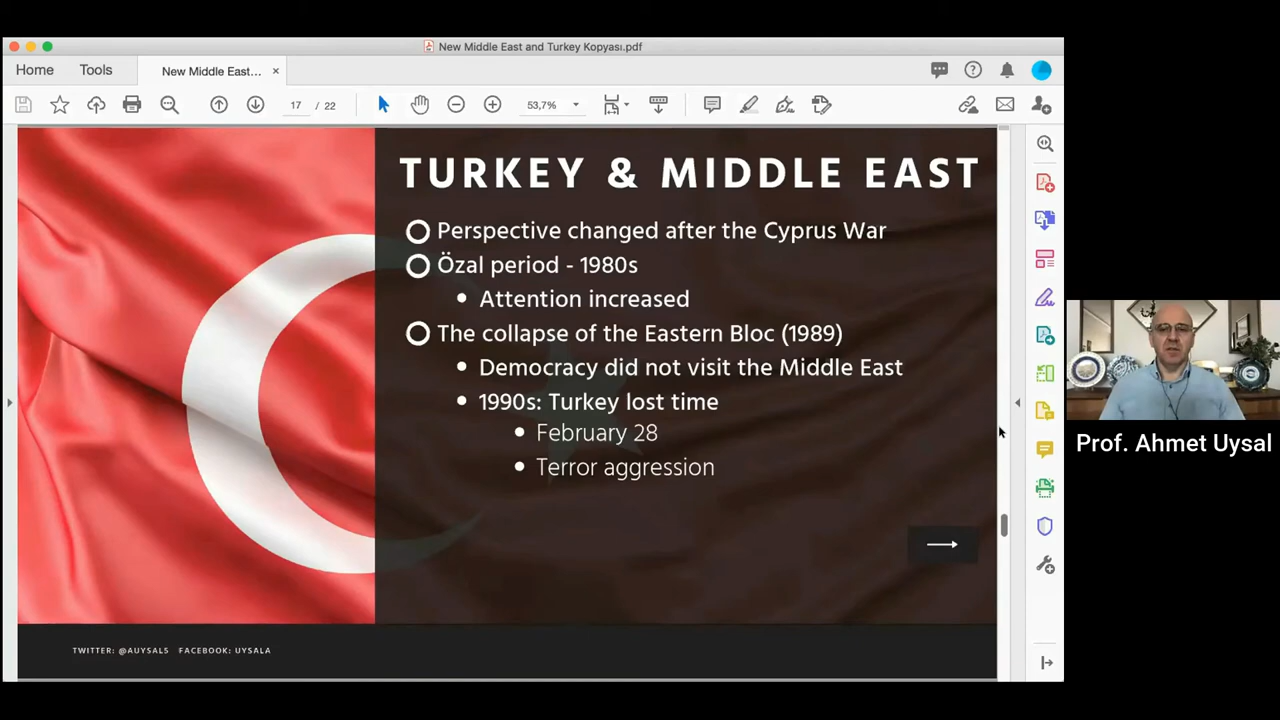 New Middle East and Turkey Kopyası.pdf
Home
Tools
New Middle East...
17 / 22
53,7%
TURKEY & MIDDLE EAST
Perspective changed after the Cyprus War
Özal period - 1980s
Attention increased
The collapse of the Eastern Bloc (1989)
Democracy did not visit the Middle East
1990s: Turkey lost time
February 28
Terror aggression
Prof. Ahmet Uysal
TWITTER: @AUYSAL5 FACEBOOK: UYSALA